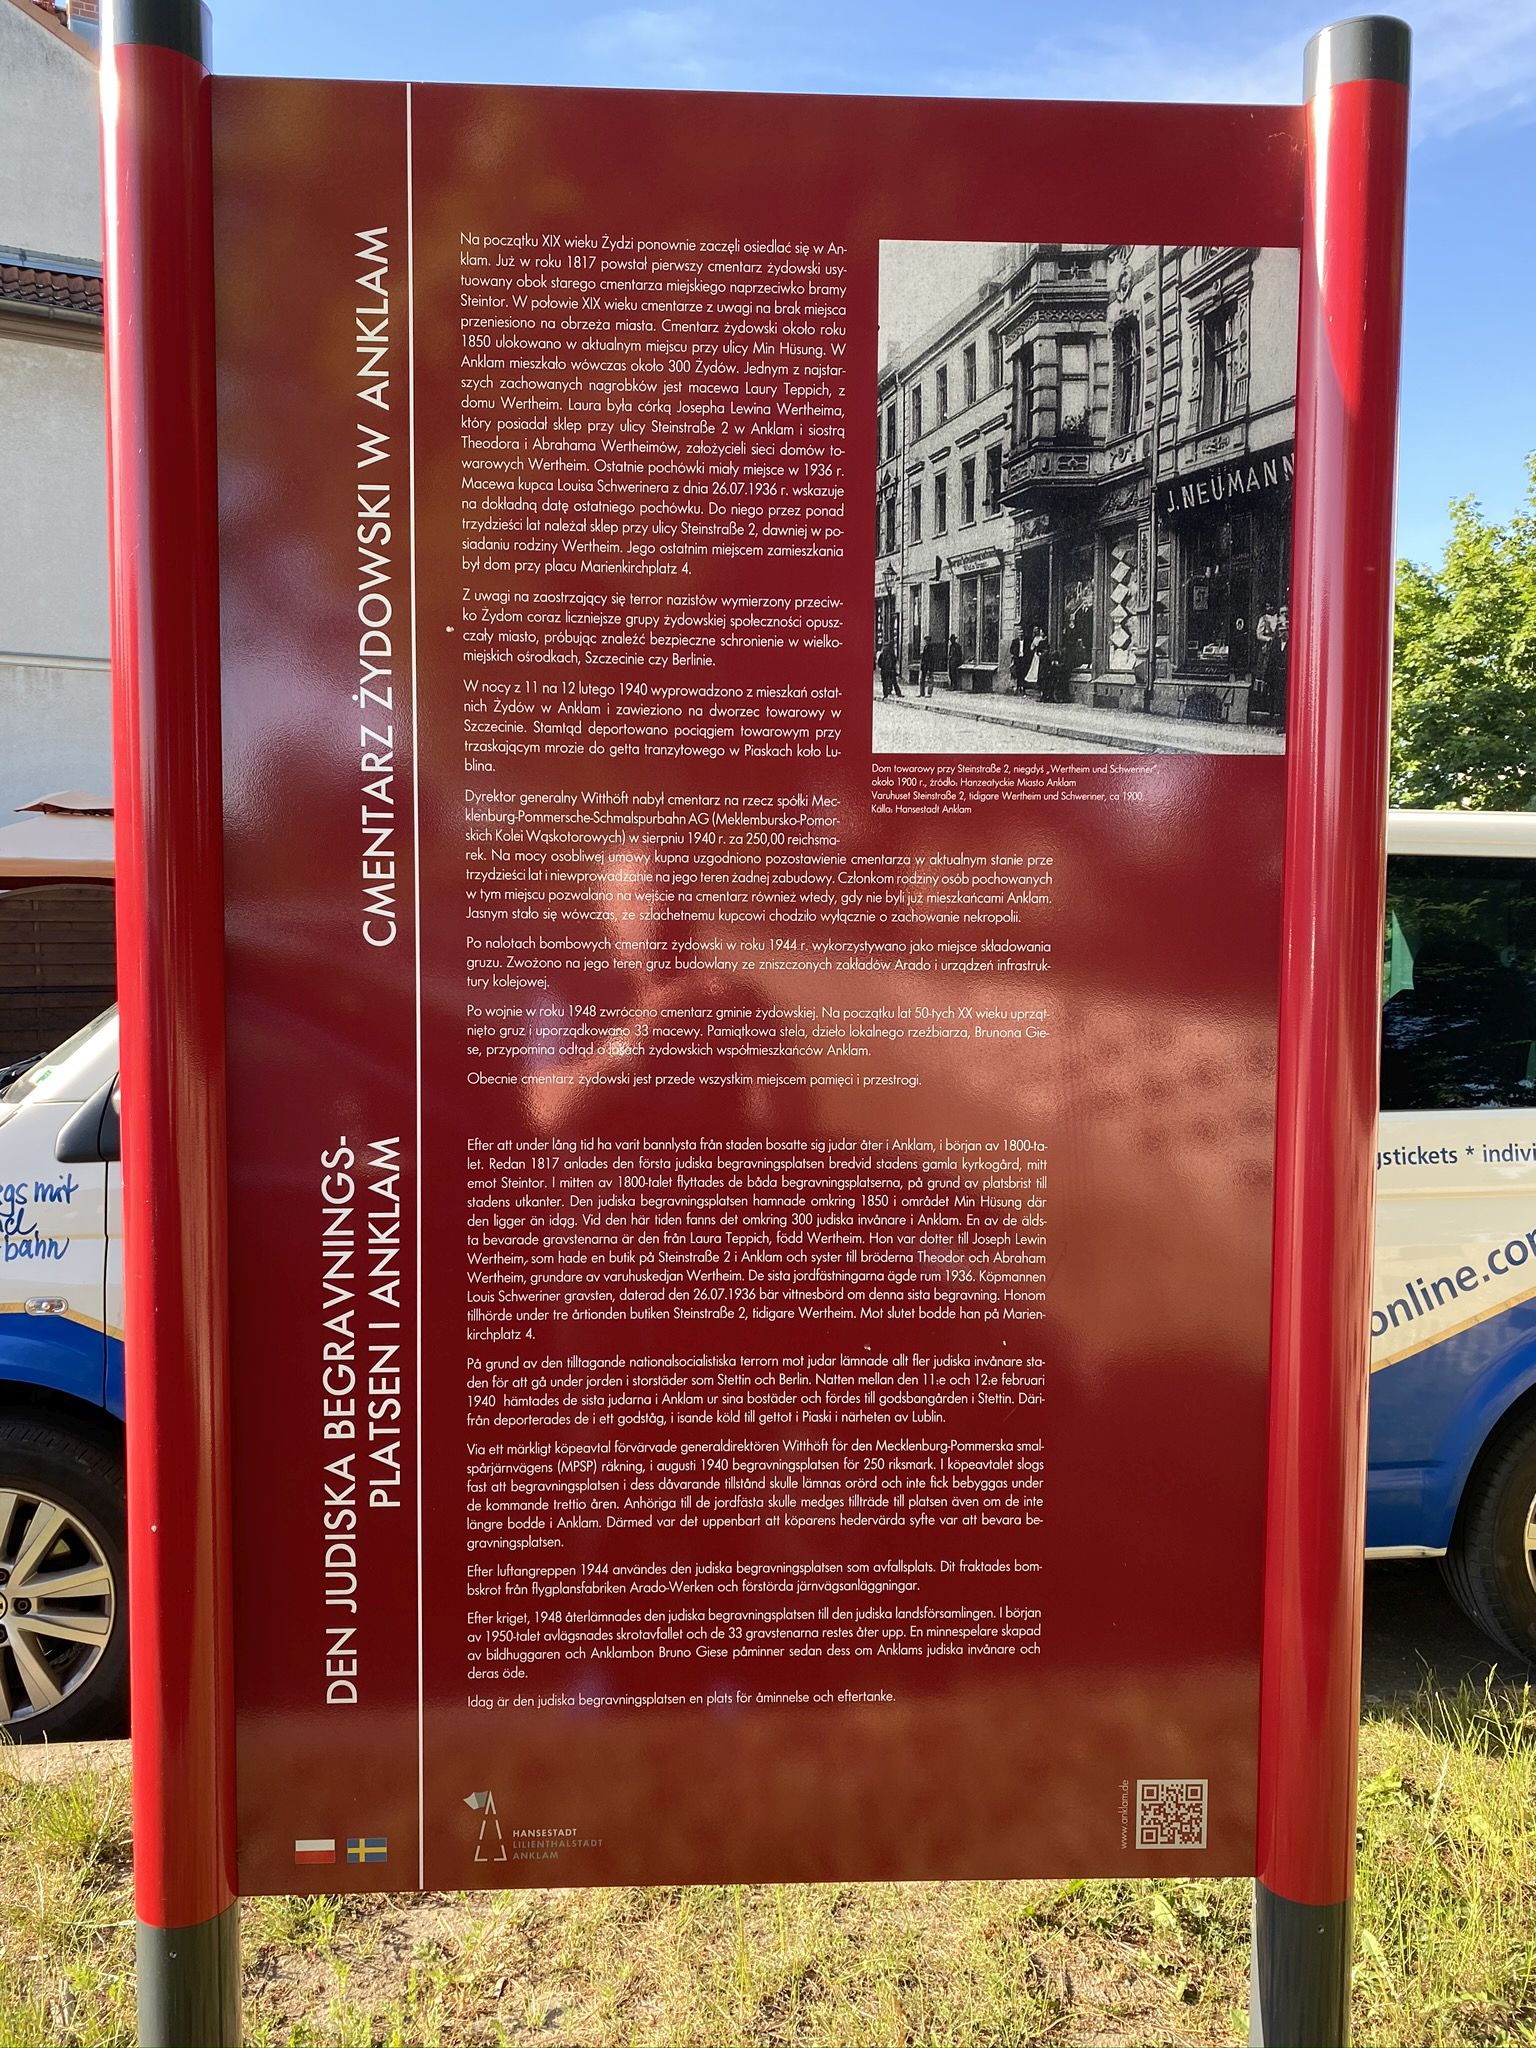 CMENTARZ ŻYDOWSKI W ANKLAM
Na początku XIX wieku Żydzi ponownie zaczęli osiedlać się w An-
klam. Już w roku 1817 powstał pierwszy cmentarz żydowski usy-
tuowany obok starego cmentarza miejskiego naprzeciwko bramy
Steintor. W połowie XIX wieku cmentarze z uwagi na brak miejsca
przeniesiono na obrzeża miasta. Cmentarz żydowski około roku
1850 ulokowano w aktualnym miejscu przy ulicy Min Hüsung. W
Anklam mieszkało wówczas około 300 Żydów. Jednym z najstar-
szych zachowanych nagrobków jest macewa Laury Teppich, z
domu Wertheim. Laura była córką Josepha Lewina Wertheima,
który posiadał sklep przy ulicy Steinstraße 2 w Anklam i siostrą
Theodora i Abrahama Wertheimów, założycieli sieci domów to-
warowych Wertheim. Ostatnie pochówki miały miejsce w 1936 r.
Macewa kupca Louisa Schwerinera z dnia 26.07.1936 r. wskazuje
na dokładną datę ostatniego pochówku. Do niego przez ponad
trzydzieści lat należał sklep przy ulicy Steinstraße 2, dawniej w po-
siadaniu rodziny Wertheim. Jego ostatnim miejscem zamieszkania
był dom przy placu Marienkirchplatz 4.
Z uwagi na zaostrzający się terror nazistów wymierzony przeciw-
ko Żydom coraz liczniejsze grupy żydowskiej społeczności opusz-
czały miasto, próbując znaleźć bezpieczne schronienie w wielko-
miejskich ośrodkach, Szczecinie czy Berlinie.
W nocy z 11 na 12 lutego 1940 wyprowadzono z mieszkań ostat-
nich Żydów w Anklam i zawieziono na dworzec towarowy w
Szczecinie. Stamtąd deportowano pociągiem towarowym przy
trzaskającym mrozie do getta tranzytowego w Piaskach koło Lu-
blina.
Dyrektor generalny Witthöft nabył cmentarz na rzecz spółki Mec-
klenburg-Pommersche-Schmalspurbahn AG (Meklembursko-Pomor-
skich Kolei Wąskotorowych) w sierpniu 1940 r. za 250,00 reichsma-
rek. Na mocy osobliwej umowy kupna uzgodniono pozostawienie cmentarza w aktualnym stanie prze
trzydzieści lat i niewprowadzanie na jego teren żadnej zabudowy. Członkom rodziny osób pochowanych
w tym miejscu pozwalano na wejście na cmentarz również wtedy, gdy nie byli już mieszkańcami Anklam.
Jasnym stało się wówczas, że szlachetnemu kupcowi chodziło wyłącznie o zachowanie nekropolii.
Po nalotach bombowych cmentarz żydowski w roku 1944 r. wykorzystywano jako miejsce składowania
gruzu. Zwożono na jego teren gruz budowlany ze zniszczonych zakładów Arado i urządzeń infrastruk-
tury kolejowej.
Po wojnie w roku 1948 zwrócono cmentarz gminie żydowskiej. Na początku lat 50-tych XX wieku uprząt-
nięto gruz i uporządkowano 33 macewy. Pamiątkowa stela, dzieło lokalnego rzeźbiarza, Brunona Gie-
se, przypomina odtąd o losach żydowskich współmieszkańców Anklam.
Obecnie cmentarz żydowski jest przede wszystkim miejscem pamięci i przestrogi.
J. NEUMANN
Dom towarowy przy Steinstraße 2, niegdyś „Wertheim und Schweriner",
około 1900 r., źródło: Hanzeatyckie Miasto Anklam
Varuhuset Steinstraße 2, tidigare Wertheim und Schweriner, ca 1900,
Källa: Hansestadt Anklam
DEN JUDISKA BEGRAVNINGS-
PLATSEN I ANKLAM
Efter att under lång tid ha varit bannlysta från staden bosatte sig judar åter i Anklam, i början av 1800-ta-
let. Redan 1817 anlades den första judiska begravningsplatsen bredvid stadens gamla kyrkogård, mitt
emot Steintor. I mitten av 1800-talet flyttades de båda begravningsplatserna, på grund av platsbrist till
stadens utkanter. Den judiska begravningsplatsen hamnade omkring 1850 i området Min Hüsung där
den ligger än idag. Vid den här tiden fanns det omkring 300 judiska invånare i Anklam. En av de älds-
ta bevarade gravstenarna är den från Laura Teppich, född Wertheim. Hon var dotter till Joseph Lewin
Wertheim, som hade en butik på Steinstraße 2 i Anklam och syster till bröderna Theodor och Abraham
Wertheim, grundare av varuhuskedjan Wertheim. De sista jordfästningarna ägde rum 1936. Köpmannen
Louis Schweriner gravsten, daterad den 26.07.1936 bär vittnesbörd om denna sista begravning. Honom
tillhörde under tre årtionden butiken Steinstraße 2, tidigare Wertheim. Mot slutet bodde han på Marien-
kirchplatz 4.
På grund av den tilltagande nationalsocialistiska terrorn mot judar lämnade allt fler judiska invånare sta-
den för att gå under jorden i storstäder som Stettin och Berlin. Natten mellan den 11:e och 12:e februari
1940 hämtades de sista judarna i Anklam ur sina bostäder och fördes till godsbangården i Stettin. Däri-
från deporterades de i ett godståg, i isande köld till gettot i Piaski i närheten av Lublin.
Via ett märkligt köpeavtal förvärvade generaldirektören Witthöft för den Mecklenburg-Pommerska smal-
spårjärnvägens (MPSP) räkning, i augusti 1940 begravningsplatsen för 250 riksmark. I köpeavtalet slogs
fast att begravningsplatsen i dess dåvarande tillstånd skulle lämnas orörd och inte fick bebyggas under
de kommande trettio åren. Anhöriga till de jordfästa skulle medges tillträde till platsen även om de inte
längre bodde i Anklam. Därmed var det uppenbart att köparens hedervärda syfte var att bevara be-
gravningsplatsen.
Efter luftangreppen 1944 användes den judiska begravningsplatsen som avfallsplats. Dit fraktades bom-
bskrot från flygplansfabriken Arado-Werken och förstörda järnvägsanläggningar.
Efter kriget, 1948 återlämnades den judiska begravningsplatsen till den judiska landsförsamlingen. I början
av 1950-talet avlägsnades skrotavfallet och de 33 gravstenarna restes åter upp. En minnespelare skapad
av bildhuggaren och Anklambon Bruno Giese påminner sedan dess om Anklams judiska invånare och
deras öde.
Idag är den judiska begravningsplatsen en plats för åminnelse och eftertanke.
HANSESTADT
LILIENTHALSTADT
ANKLAM
www.anklam.de
egs mit
bahn
gstickets * indivi
online.co